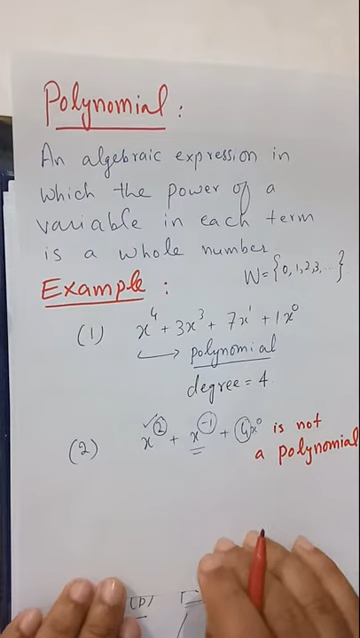 Polynomial :
An algebraic expression in
which the power of a
variable in each term
is a whole number
W={0,1,2,3,...}
Example :
(1) x⁴ + 3x³ + 7x¹ + 1x⁰
polynomial
degree = 4
(2) x² + x⁻¹ + 4x⁰ is not
a polynomial